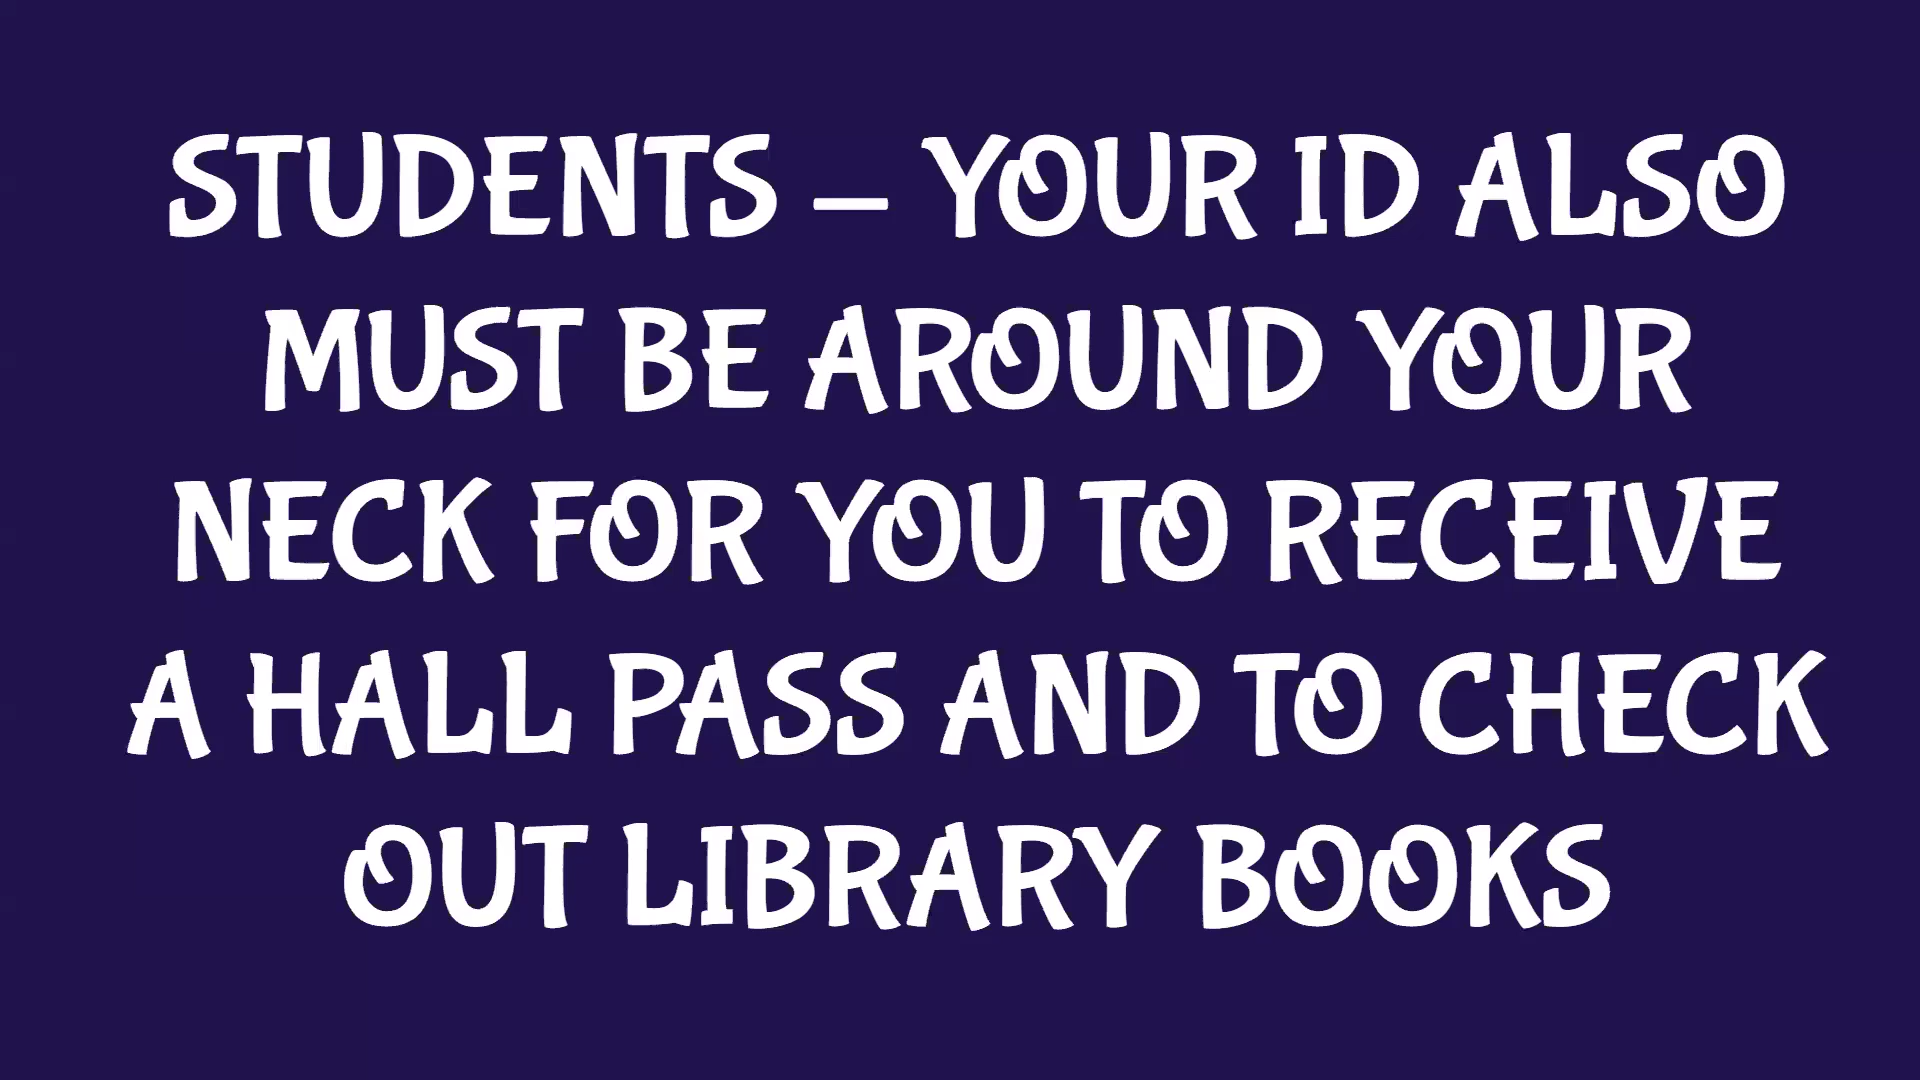 STUDENTS – YOUR ID ALSO
MUST BE AROUND YOUR
NECK FOR YOU TO RECEIVE
A HALL PASS AND TO CHECK
OUT LIBRARY BOOKS